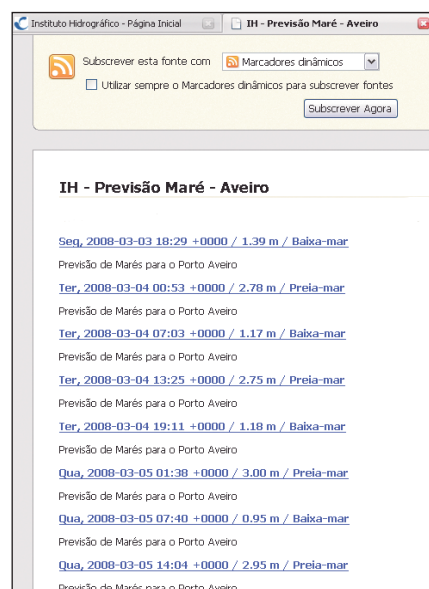 Instituto Hidrográfico - Página Inicial
IH - Previsão Maré - Aveiro
Subscrever esta fonte com Marcadores dinâmicos
Utilizar sempre o Marcadores dinâmicos para subscrever fontes
Subscrever Agora
IH - Previsão Maré - Aveiro
Seg, 2008-03-03 18:29 +0000 / 1.39 m / Baixa-mar
Previsão de Marés para o Porto Aveiro
Ter, 2008-03-04 00:53 +0000 / 2.78 m / Preia-mar
Previsão de Marés para o Porto Aveiro
Ter, 2008-03-04 07:03 +0000 / 1.17 m / Baixa-mar
Previsão de Marés para o Porto Aveiro
Ter, 2008-03-04 13:25 +0000 / 2.75 m / Preia-mar
Previsão de Marés para o Porto Aveiro
Ter, 2008-03-04 19:11 +0000 / 1.18 m / Baixa-mar
Previsão de Marés para o Porto Aveiro
Qua, 2008-03-05 01:38 +0000 / 3.00 m / Preia-mar
Previsão de Marés para o Porto Aveiro
Qua, 2008-03-05 07:40 +0000 / 0.95 m / Baixa-mar
Previsão de Marés para o Porto Aveiro
Qua, 2008-03-05 14:04 +0000 / 2.95 m / Preia-mar
Previsão de Marés para o Porto Aveiro